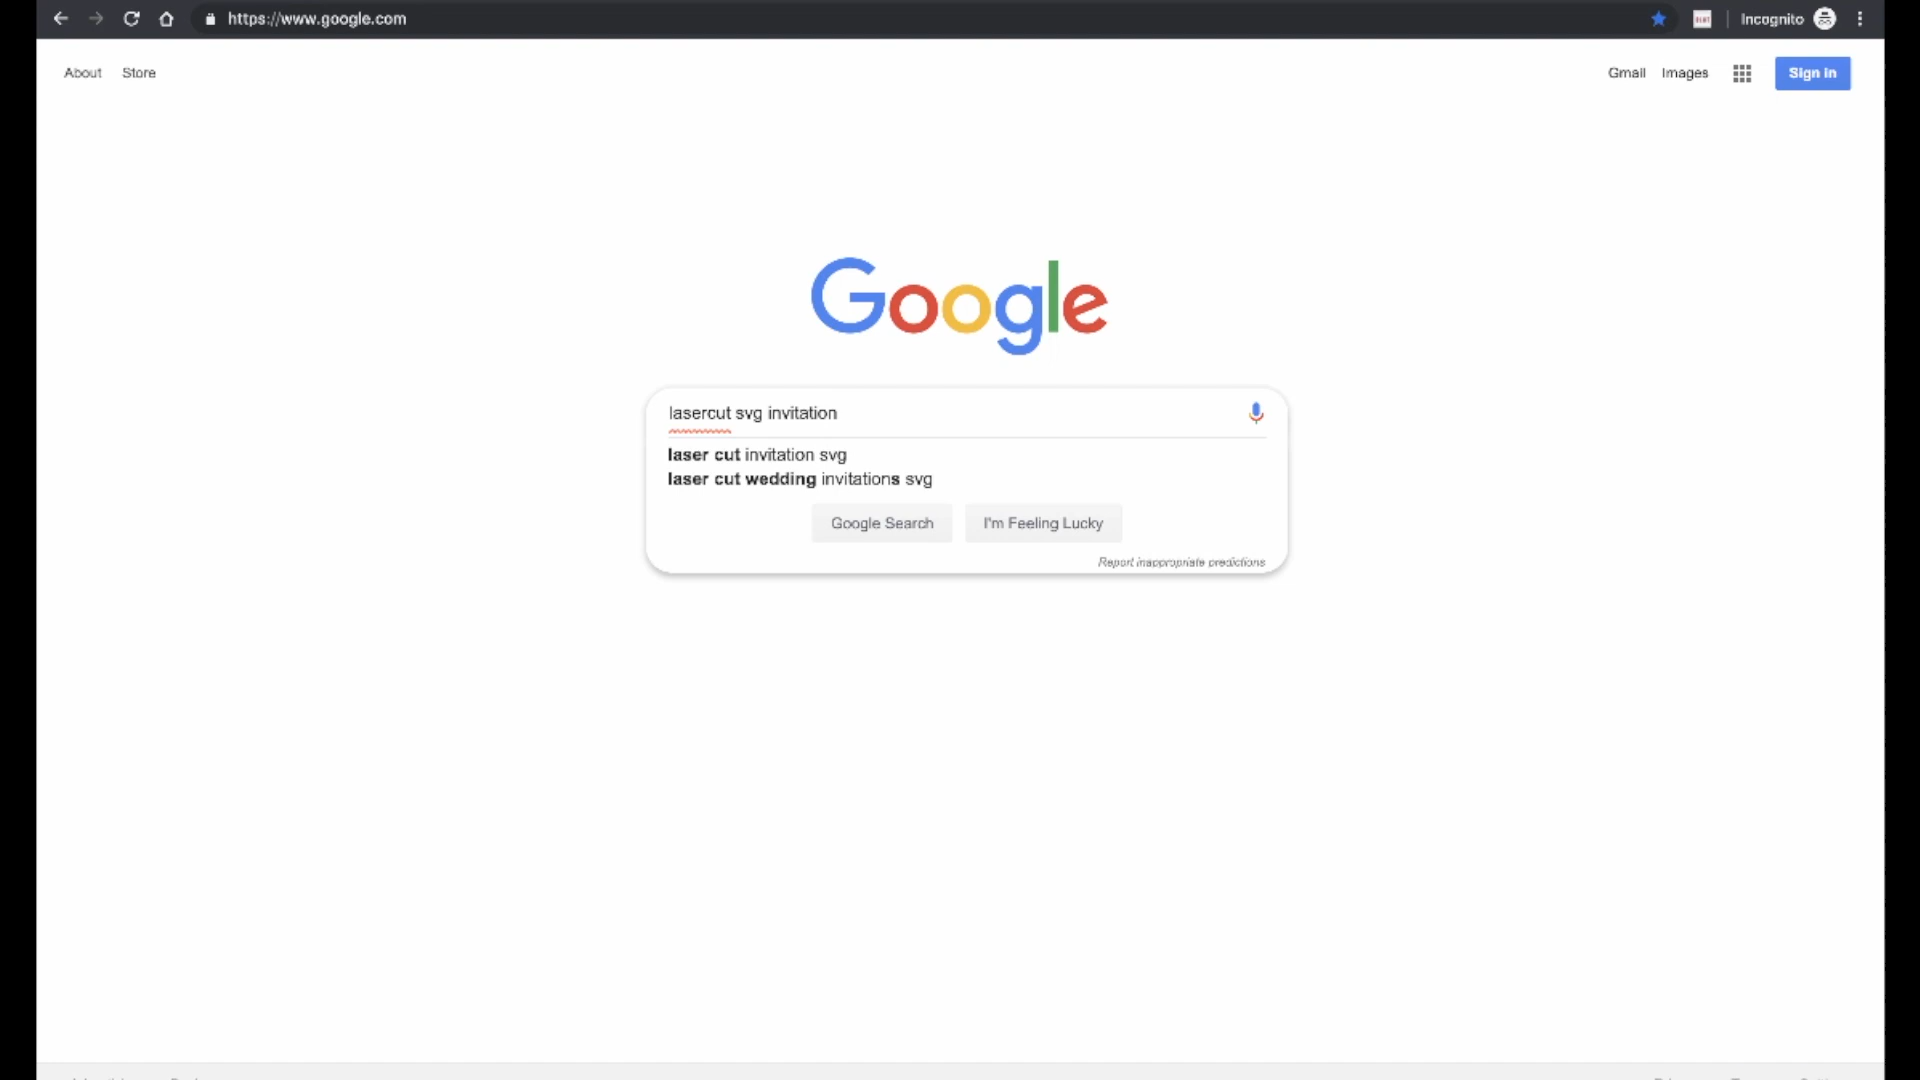 https://www.google.com
Incognito
About Store
Gmail Images Sign in
Google
lasercut svg invitation
laser cut invitation svg
laser cut wedding invitations svg
Google Search I'm Feeling Lucky
Report inappropriate predictions